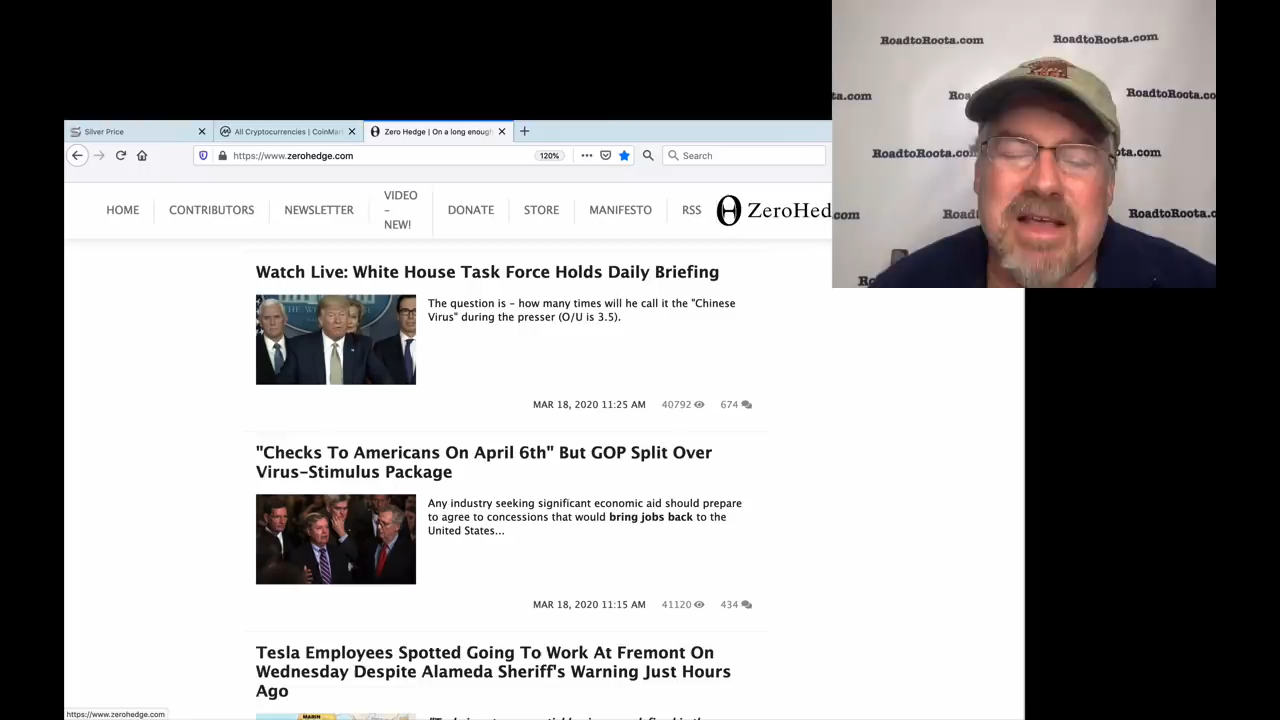 RoadtoRoota.com
RoadtoRoota.com
.com
Road
RoadtoRoota.com
RoadtoRoota.com
.com
Road
RoadtoRoota.com
.com
Ro
Silver Price
All Cryptocurrencies | CoinMar
Zero Hedge | On a long enough
https://www.zerohedge.com
120%
Search
HOME
CONTRIBUTORS
NEWSLETTER
VIDEO
–
NEW!
DONATE
STORE
MANIFESTO
RSS
ZeroHed
Watch Live: White House Task Force Holds Daily Briefing
The question is – how many times will he call it the "Chinese
Virus" during the presser (O/U is 3.5).
MAR 18, 2020 11:25 AM 40792 674
"Checks To Americans On April 6th" But GOP Split Over
Virus–Stimulus Package
Any industry seeking significant economic aid should prepare
to agree to concessions that would bring jobs back to the
United States...
MAR 18, 2020 11:15 AM 41120 434
Tesla Employees Spotted Going To Work At Fremont On
Wednesday Despite Alameda Sheriff's Warning Just Hours
Ago
MARIN
https://www.zerohedge.com